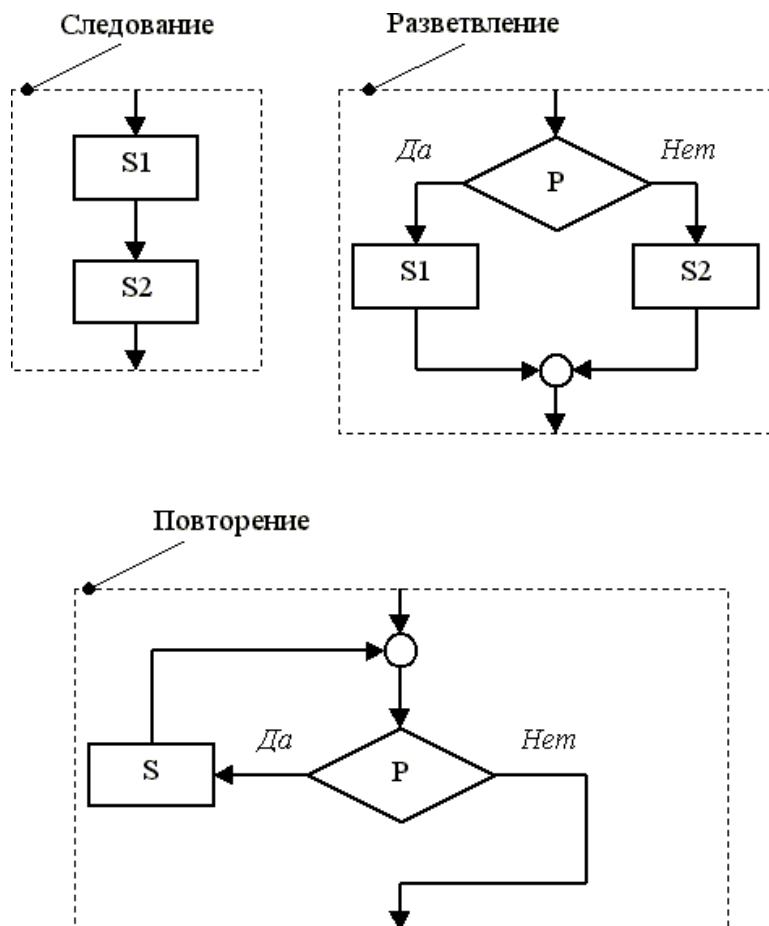 Следование
Разветвление
S1
S2
Да
P
Нет
S1
S2
Повторение
Да
Нет
S
P